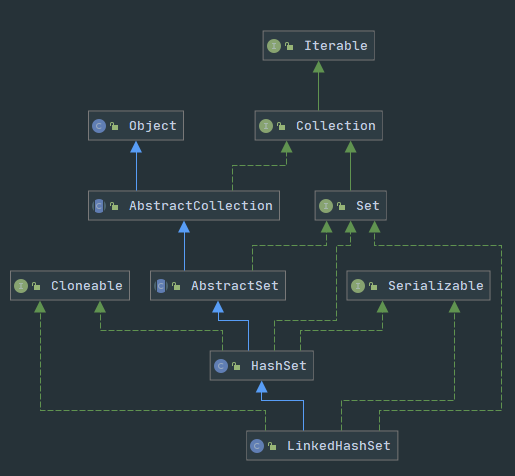 I Iterable
C Object
I Collection
C AbstractCollection
I Set
I Cloneable
C AbstractSet
I Serializable
C HashSet
C LinkedHashSet